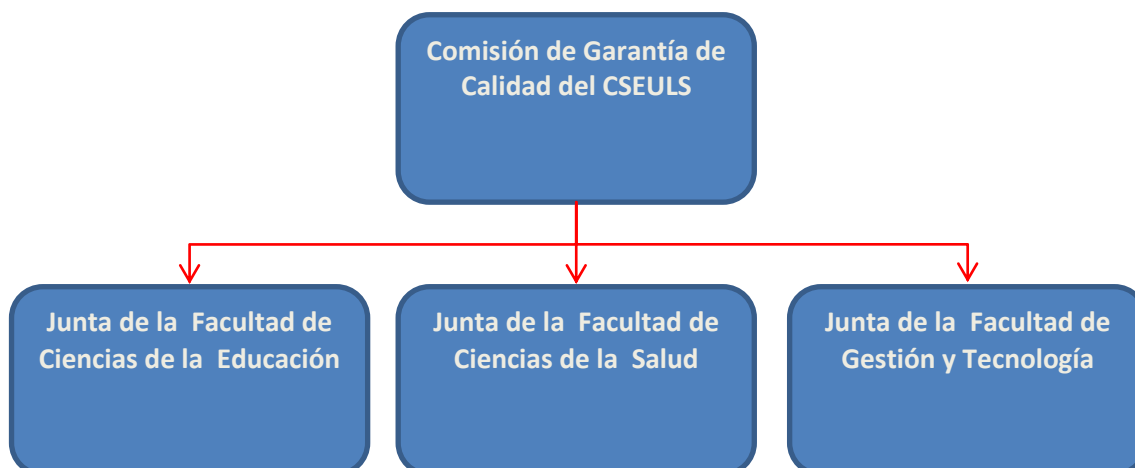 Comisión de Garantía de
Calidad del CSEULS
Junta de la Facultad de
Ciencias de la Educación
Junta de la Facultad de
Ciencias de la Salud
Junta de la Facultad de
Gestión y Tecnología